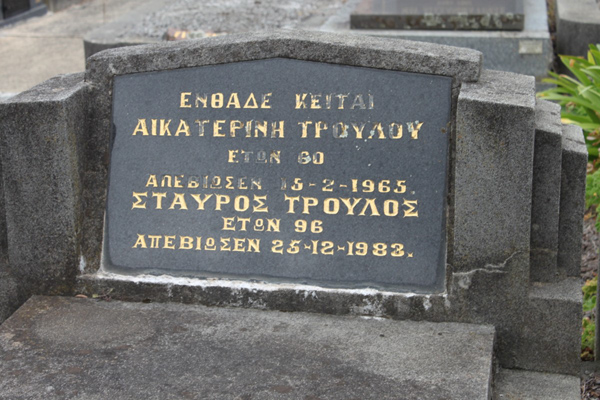 ΕΝΘΑΔΕ ΚΕΙΤΑΙ
ΑΙΚΑΤΕΡΙΝΗ ΤΡΟΥΛΟΥ
ΕΤΩΝ 80
ΑΠΕΒΙΩΣΕΝ 15-2-1965.
ΣΤΑΥΡΟΣ ΤΡΟΥΛΟΣ
ΕΤΩΝ 96
ΑΠΕΒΙΩΣΕΝ 25-12-1983.